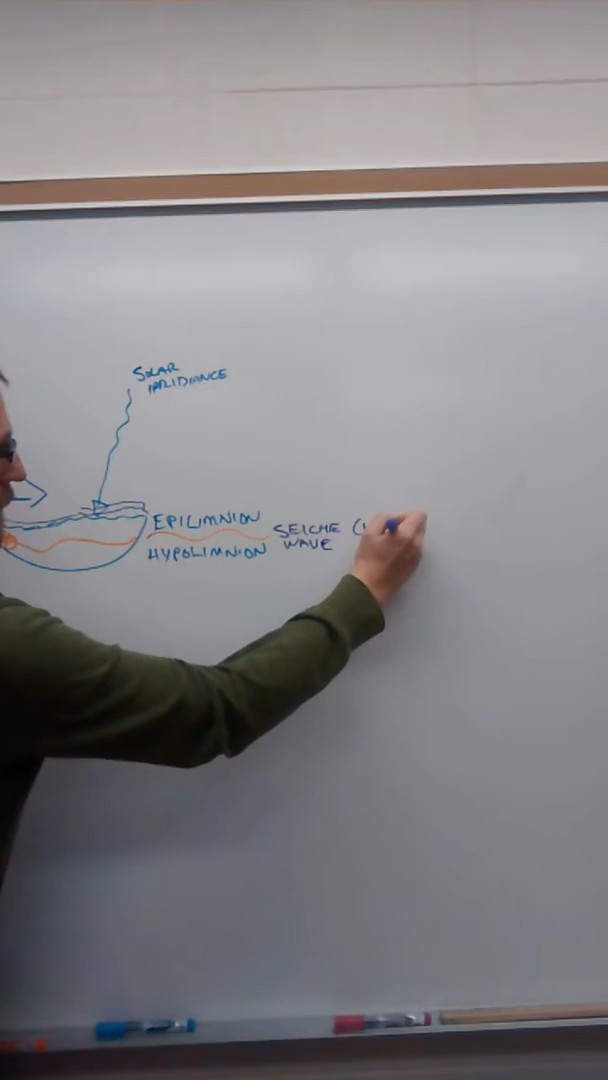 SOLAR
IRRIDIANCE
EPILIMNION
HYPOLIMNION
SEICHE (
WAVE